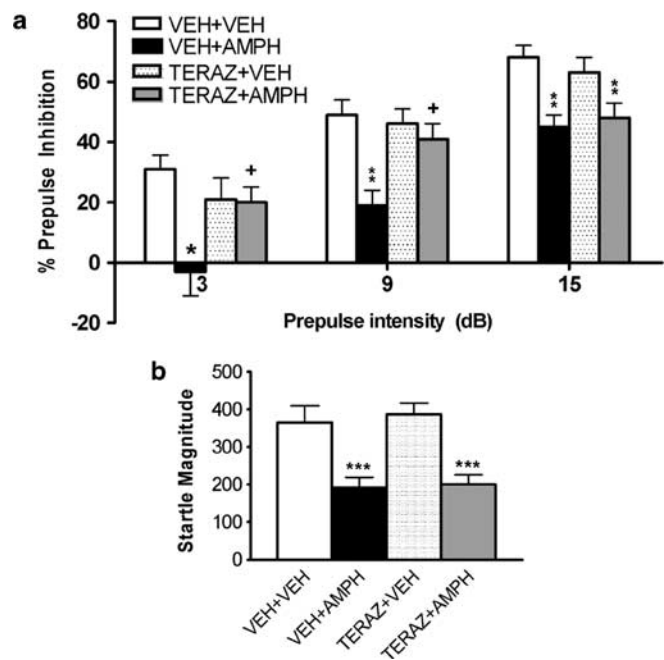 a
80
60
40
20
0
-20
% Prepulse Inhibition
VEH+VEH
VEH+AMPH
TERAZ+VEH
TERAZ+AMPH
*
+
**
+
**
**
3
9
15
Prepulse intensity (dB)
b
500
400
300
200
100
0
Startle Magnitude
***
***
VEH+VEH
VEH+AMPH
TERAZ+VEH
TERAZ+AMPH